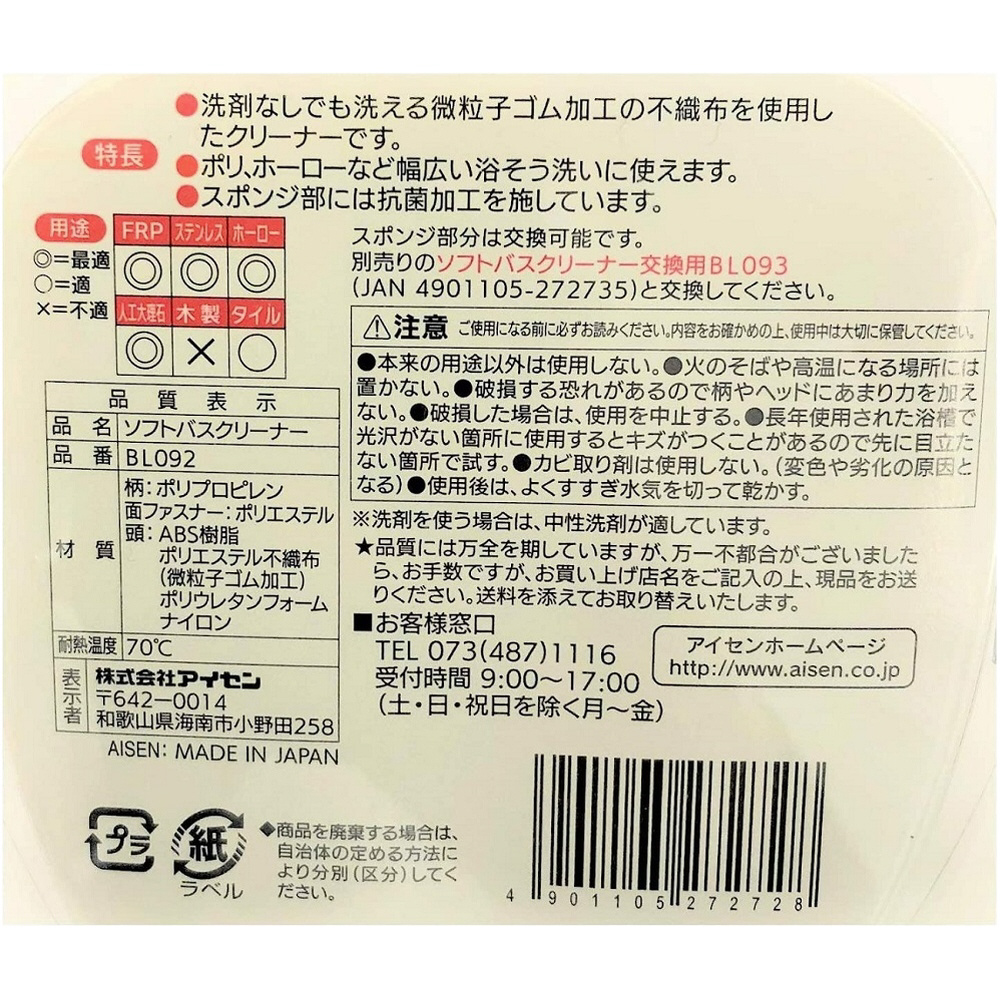 特長
●洗剤なしでも洗える微粒子ゴム加工の不織布を使用し
たクリーナーです。
●ポリ、ホーローなど幅広い浴そう洗いに使えます。
●スポンジ部には抗菌加工を施しています。
用途
◎=最適
○=適
×=不適
FRP ステンレス ホーロー
◎ ◎ ◎
人工大理石 木製 タイル
◎ × ○
スポンジ部分は交換可能です。
別売りのソフトバスクリーナー交換用BL093
(JAN 4901105-272735)と交換してください。
⚠注意 ご使用になる前に必ずお読みください。内容をお確かめの上、使用中は大切に保管してください。
●本来の用途以外は使用しない。●火のそばや高温になる場所には
置かない。●破損する恐れがあるので柄やヘッドにあまり力を加え
ない。●破損した場合は、使用を中止する。●長年使用された浴槽で
光沢がない箇所に使用するとキズがつくことがあるので先に目立た
ない箇所で試す。●カビ取り剤は使用しない。(変色や劣化の原因と
なる)●使用後は、よくすすぎ水気を切って乾かす。
※洗剤を使う場合は、中性洗剤が適しています。
★品質には万全を期していますが、万一不都合がございました
ら、お手数ですが、お買い上げ店名をご記入の上、現品をお送
りください。送料を添えてお取り替えいたします。
■お客様窓口
TEL 073(487)1116
受付時間 9:00〜17:00
(土・日・祝日を除く月〜金)
アイセンホームページ
http://www.aisen.co.jp
品質表示
品名 ソフトバスクリーナー
品番 BL092
材質
柄:ポリプロピレン
面ファスナー:ポリエステル
頭:ABS樹脂
ポリエステル不織布
(微粒子ゴム加工)
ポリウレタンフォーム
ナイロン
耐熱温度 70℃
表示者
株式会社アイセン
〒642-0014
和歌山県海南市小野田258
AISEN: MADE IN JAPAN
プラ
紙
ラベル
◆商品を廃棄する場合は、
自治体の定める方法に
より分別(区分)してく
ださい。
4 901105 272728